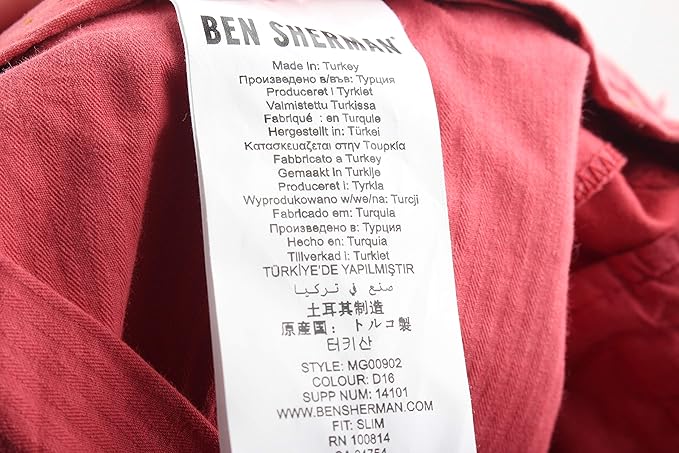 BEN SHERMAN
Made In: Turkey
Произведено в/във: Турция
Produceret i Tyrkiet
Valmistettu Turkissa
Fabriqué : en Turquie
Hergestellt in: Türkei
Κατασκευαζεται στην Τουρκία
Fabbricato a Turkey
Gemaakt in Turkije
Produceret i: Tyrkia
Wyprodukowano w/we/na: Turcji
Fabricado em: Turquia
Произведено в: Турция
Hecho en: Turquia
Tillverkad i: Turkiet
TÜRKİYE'DE YAPILMIŞTIR
صنع في تركيا
土耳其制造
原産国： トルコ製
터키산
STYLE: MG00902
COLOUR: D16
SUPP NUM: 14101
WWW.BENSHERMAN.COM
FIT: SLIM
RN 100814
CA 04754